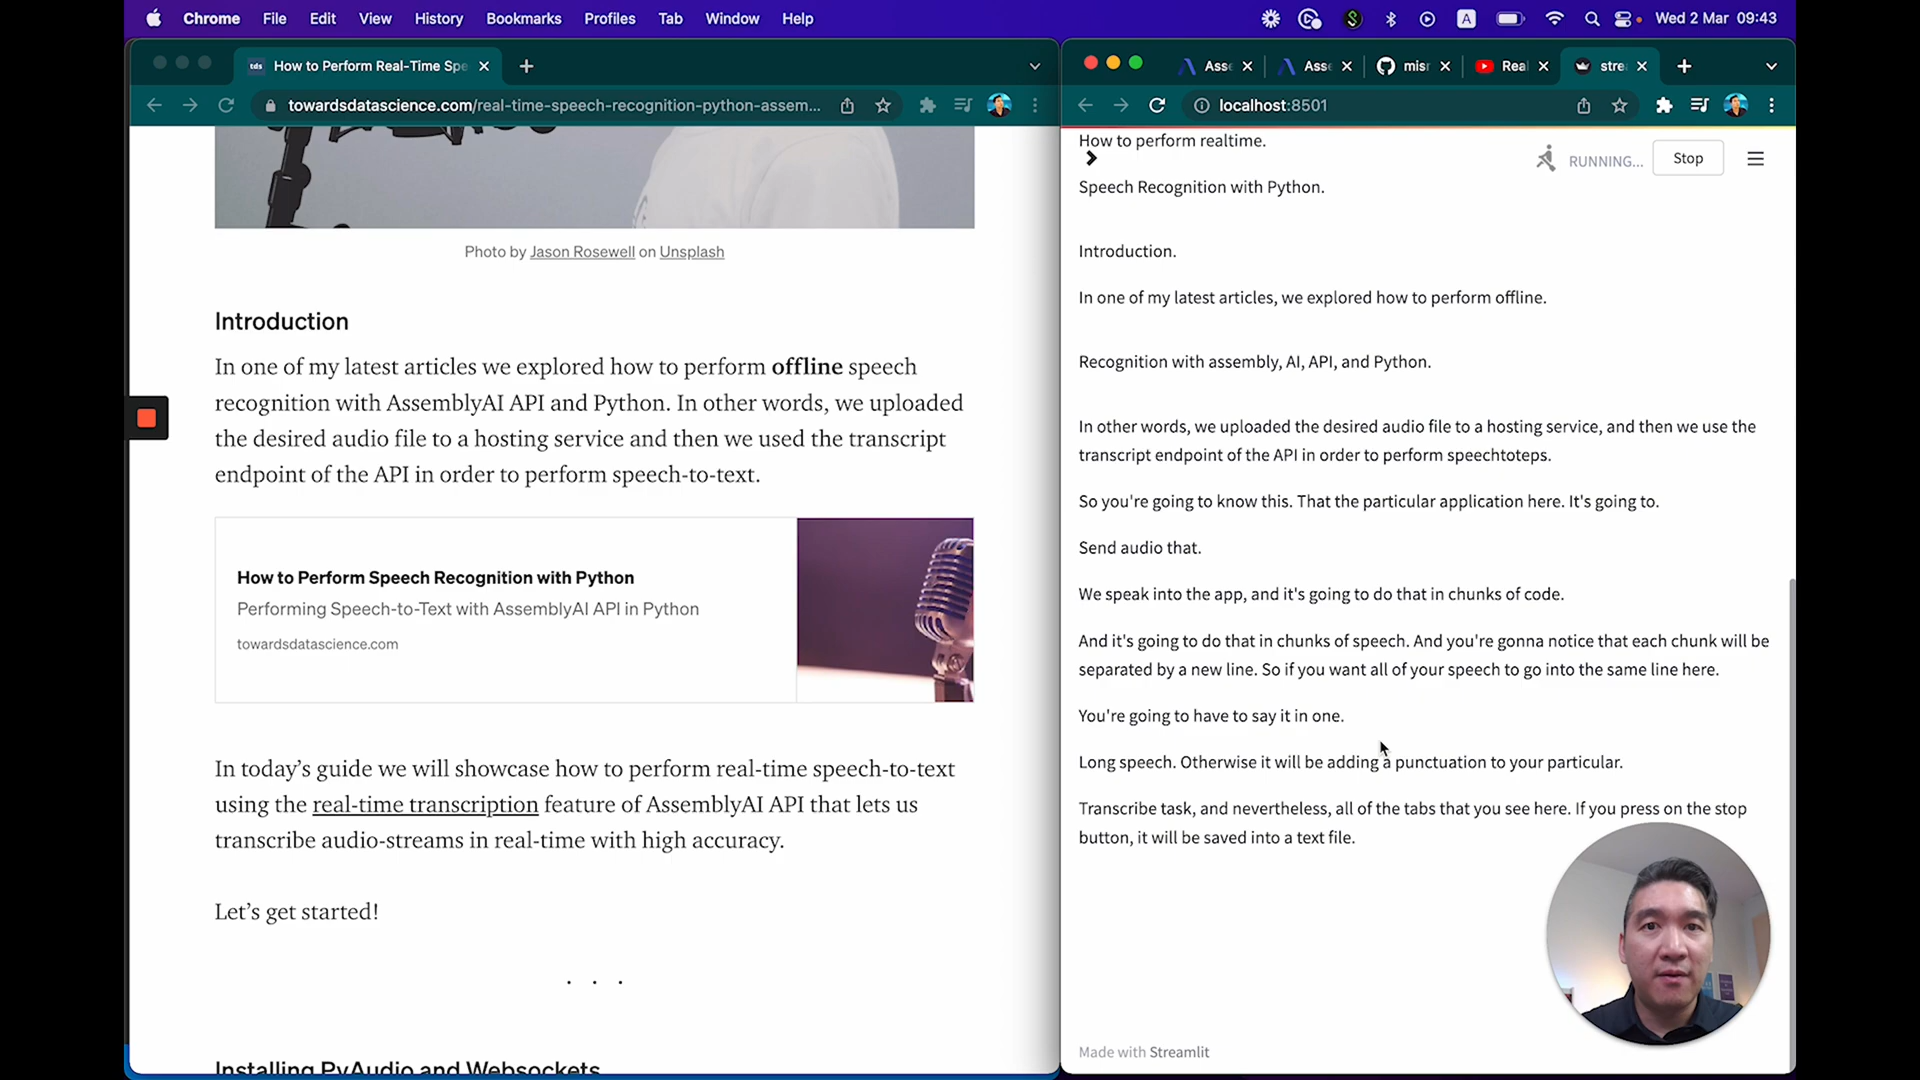 Chrome File Edit View History Bookmarks Profiles Tab Window Help
A
Wed 2 Mar 09:43
tds How to Perform Real-Time Spe
towardsdatascience.com/real-time-speech-recognition-python-assem...
Photo by Jason Rosewell on Unsplash
Introduction
In one of my latest articles we explored how to perform offline speech
recognition with AssemblyAI API and Python. In other words, we uploaded
the desired audio file to a hosting service and then we used the transcript
endpoint of the API in order to perform speech-to-text.
How to Perform Speech Recognition with Python
Performing Speech-to-Text with AssemblyAI API in Python
towardsdatascience.com
In today's guide we will showcase how to perform real-time speech-to-text
using the real-time transcription feature of AssemblyAI API that lets us
transcribe audio-streams in real-time with high accuracy.
Let's get started!
. . .
Installing PyAudio and Websockets
Asse Asse misr Real stre
localhost:8501
How to perform realtime.
RUNNING... Stop
Speech Recognition with Python.
Introduction.
In one of my latest articles, we explored how to perform offline.
Recognition with assembly, AI, API, and Python.
In other words, we uploaded the desired audio file to a hosting service, and then we use the
transcript endpoint of the API in order to perform speechtoteps.
So you're going to know this. That the particular application here. It's going to.
Send audio that.
We speak into the app, and it's going to do that in chunks of code.
And it's going to do that in chunks of speech. And you're gonna notice that each chunk will be
separated by a new line. So if you want all of your speech to go into the same line here.
You're going to have to say it in one.
Long speech. Otherwise it will be adding a punctuation to your particular.
Transcribe task, and nevertheless, all of the tabs that you see here. If you press on the stop
button, it will be saved into a text file.
Made with Streamlit